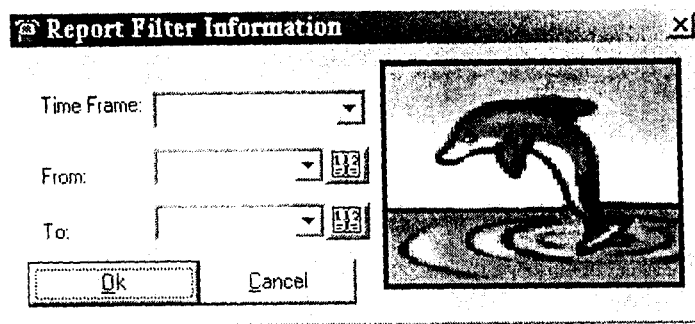 Report Filter Information
Time Frame:
From:
To:
Ok Cancel